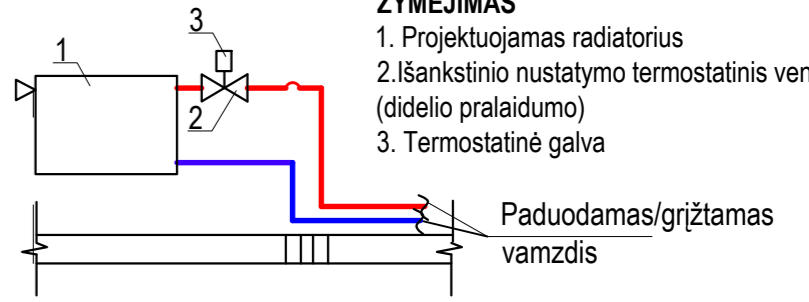 ŽYMĖJIMAS
1. Projektuojamas radiatorius
2.Išankstinio nustatymo termostatinis
(didelio pralaidumo)
3. Termostatinė galva
3
1
2
Paduodamas/grįžtamas
vamzdis